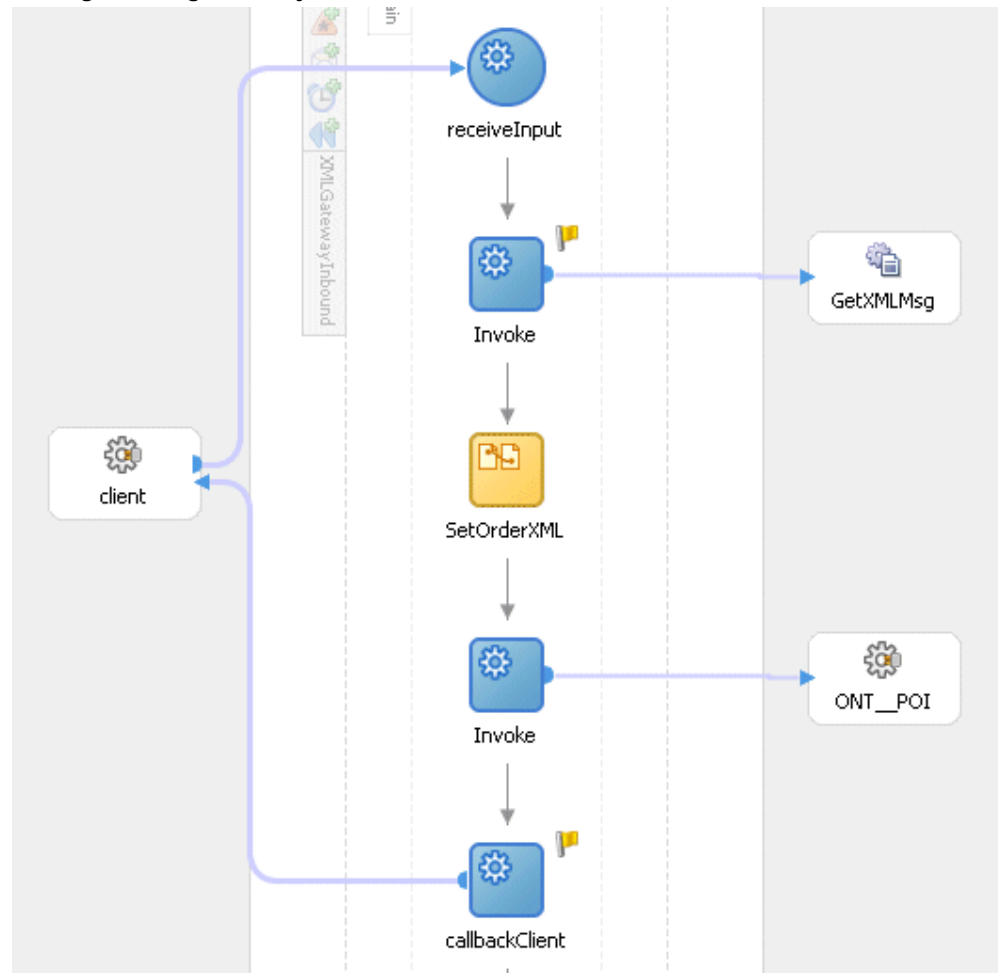 receiveInput
XMLGatewayInbound
Invoke
GetXMLMsg
client
SetOrderXML
Invoke
ONT__POI
callbackClient